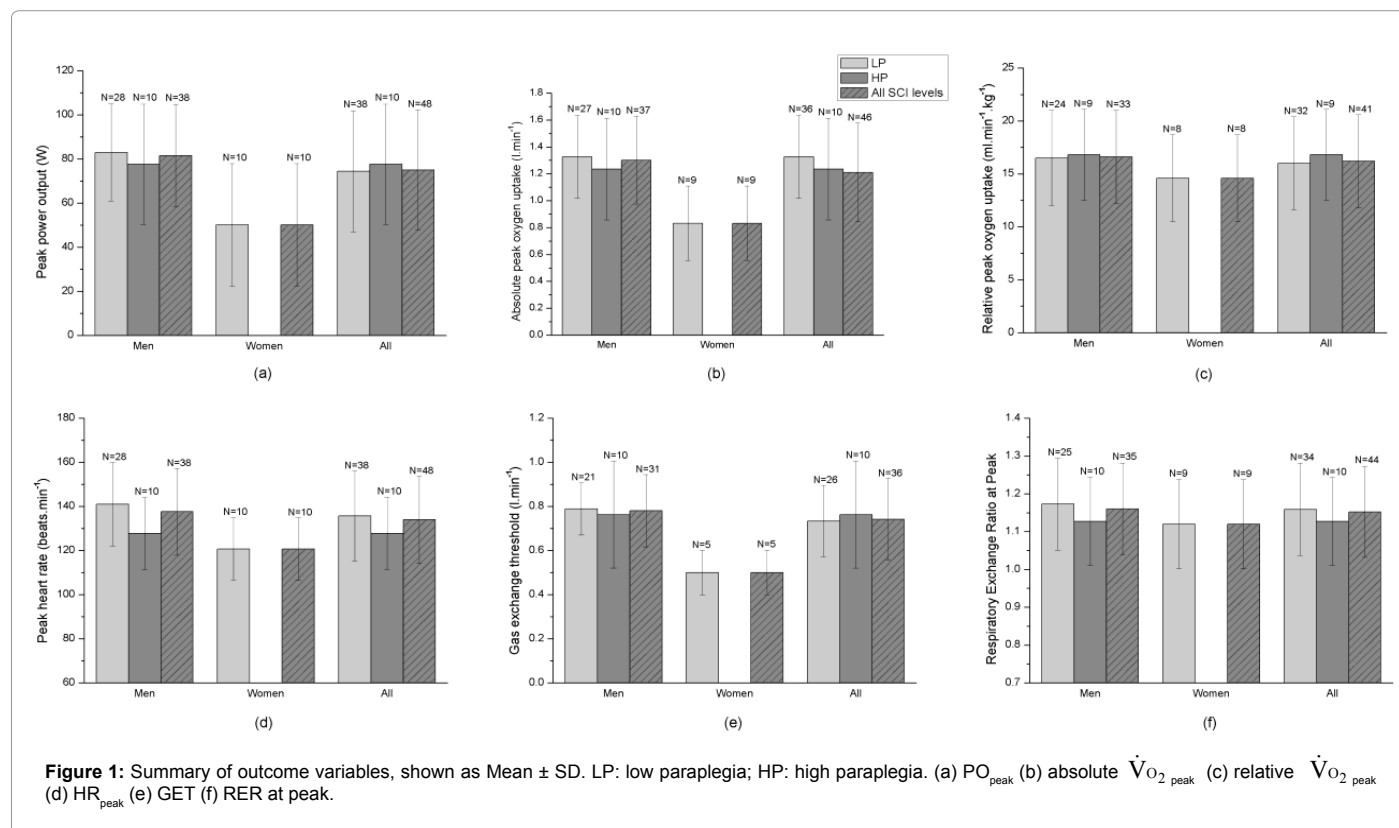 LP
HP
All SCI levels
Peak power output (W)
120
100
80
60
40
20
0
N=28 N=10 N=38
N=10 N=10
N=38 N=10 N=48
Men Women All
(a)
Absolute peak oxygen uptake (l.min⁻¹)
1.8
1.6
1.4
1.2
1.0
0.8
0.6
0.4
0.2
0.0
N=27 N=10 N=37
N=9 N=9
N=36 N=10 N=46
Men Women All
(b)
Relative peak oxygen uptake (ml.min⁻¹.kg⁻¹)
25
20
15
10
5
0
N=24 N=9 N=33
N=8 N=8
N=32 N=9 N=41
Men Women All
(c)
Peak heart rate (beats.min⁻¹)
180
160
140
120
100
80
60
N=28 N=10 N=38
N=10 N=10
N=38 N=10 N=48
Men Women All
(d)
Gas exchange threshold (l.min⁻¹)
1.2
1.0
0.8
0.6
0.4
0.2
0.0
N=21 N=10 N=31
N=5 N=5
N=26 N=10 N=36
Men Women All
(e)
Respiratory Exchange Ratio at Peak
1.4
1.3
1.2
1.1
1.0
0.9
0.8
0.7
N=25 N=10 N=35
N=9 N=9
N=34 N=10 N=44
Men Women All
(f)
Figure 1: Summary of outcome variables, shown as Mean ± SD. LP: low paraplegia; HP: high paraplegia. (a) PO peak (b) absolute V̇O₂ peak (c) relative V̇O₂ peak
(d) HR peak (e) GET (f) RER at peak.